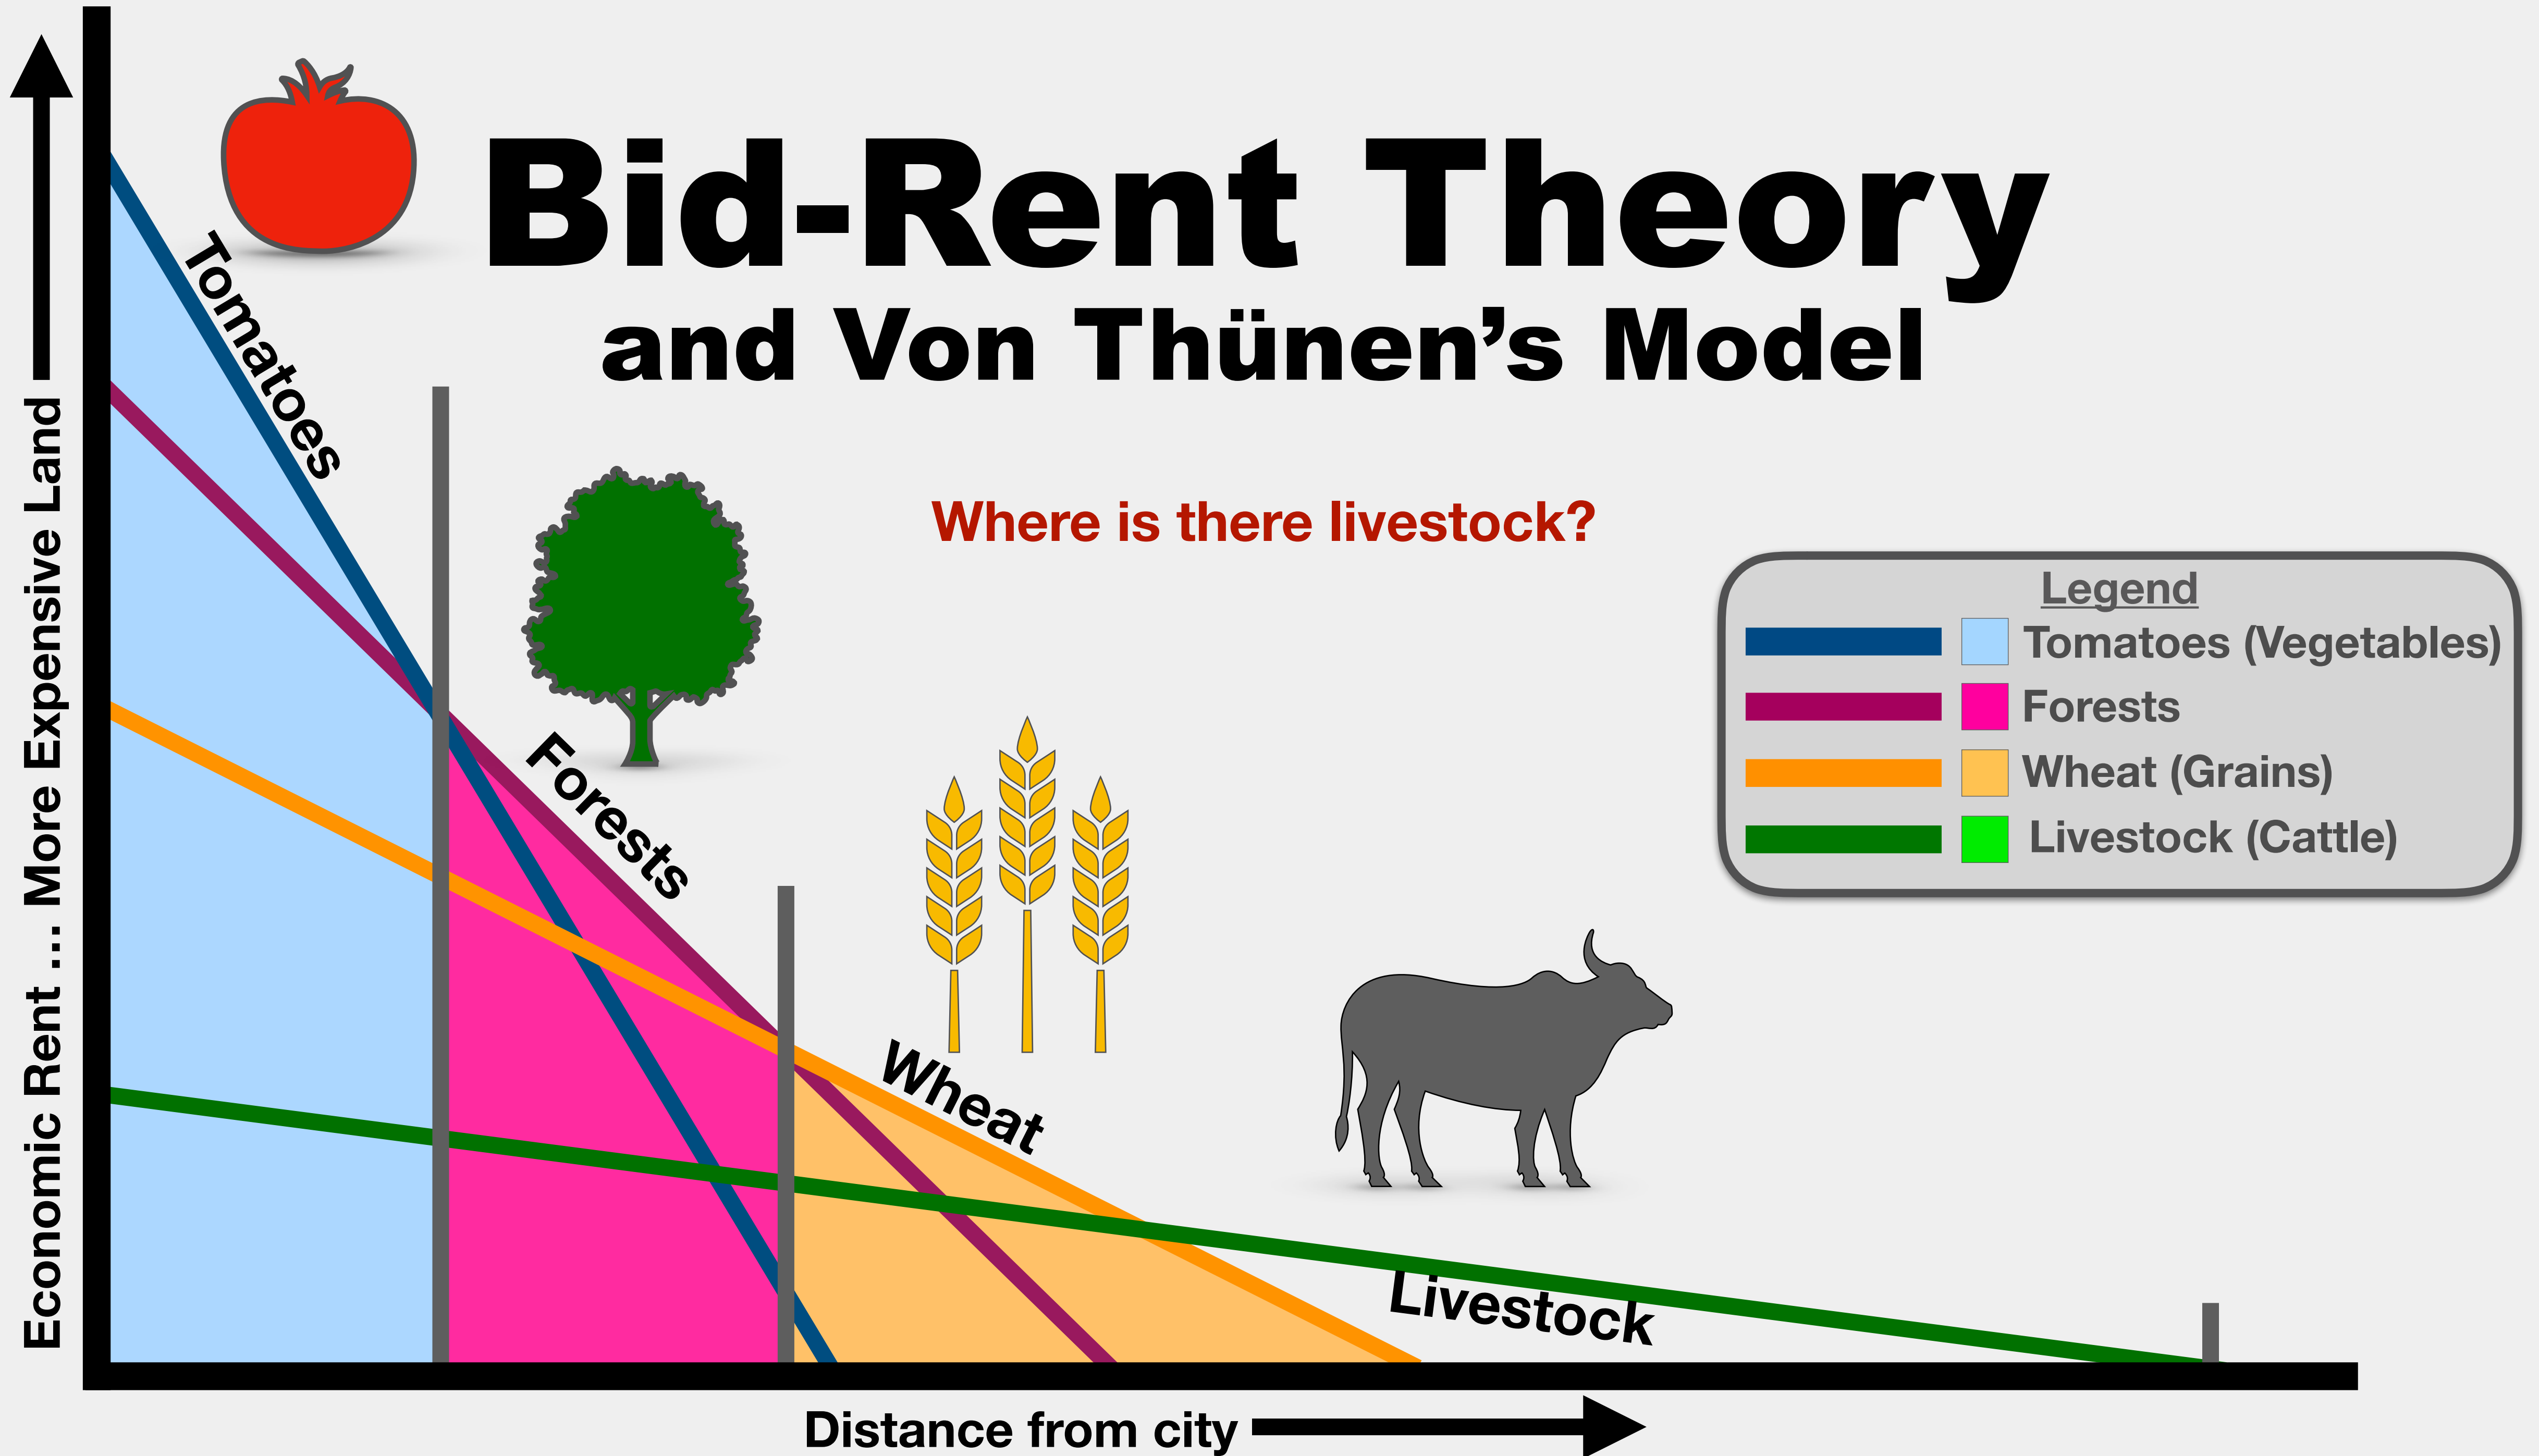 Bid-Rent Theory
and Von Thünen’s Model
Where is there livestock?
Economic Rent ... More Expensive Land
Tomatoes
Forests
Wheat
Livestock
Legend
Tomatoes (Vegetables)
Forests
Wheat (Grains)
Livestock (Cattle)
Distance from city